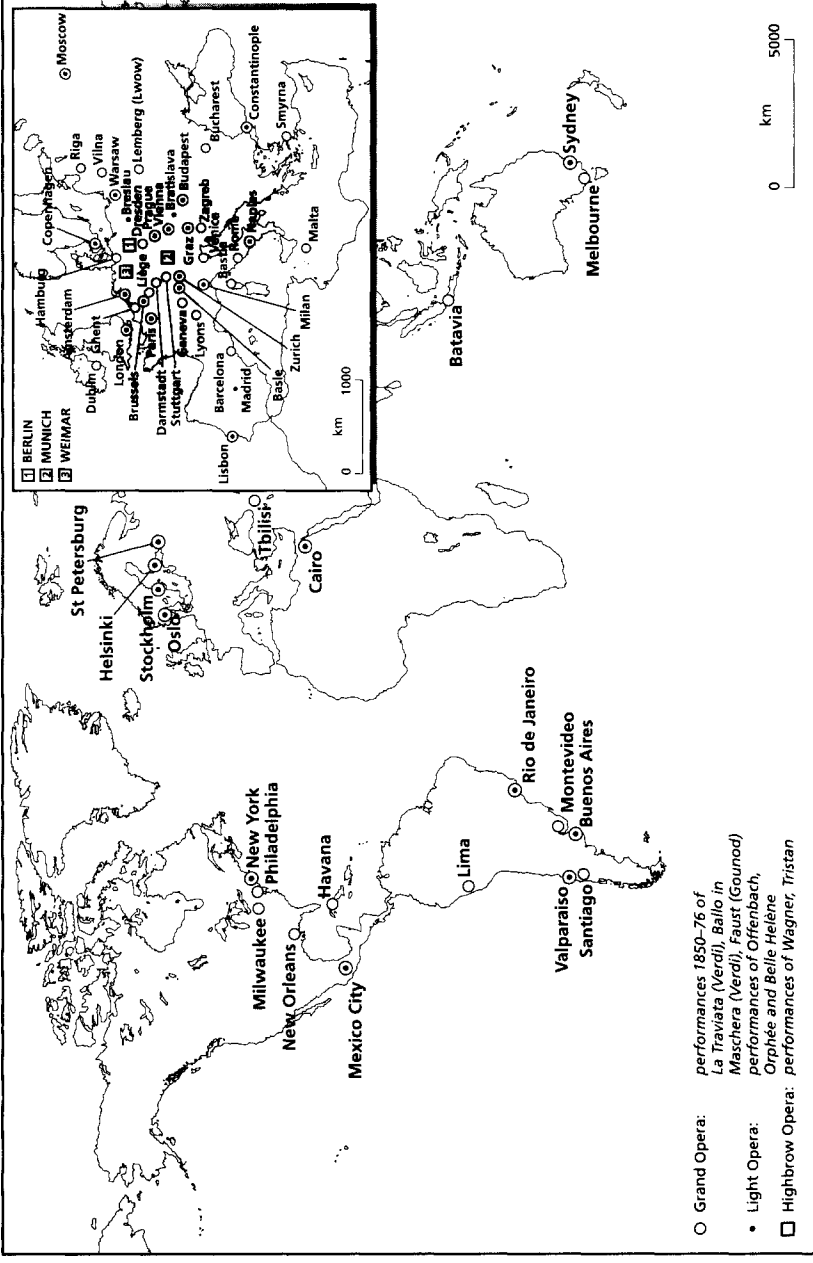 1 BERLIN
2 MUNICH
3 WEIMAR
Moscow
Riga
Vilna
Warsaw
Copenhagen
Hamburg
Amsterdam
Ghent
Dublin
London
Brussels
Liège
Breslau
Dresden
Prague
Vienna
Bratislava
Budapest
Lemberg (Lwow)
Bucharest
Constantinople
Smyrna
Paris
Darmstadt
Stuttgart
Geneva
Lyons
Graz
Zagreb
Venice
Rome
Naples
Malta
Barcelona
Madrid
Lisbon
Basle
Zurich
Milan
0 km 1000
St Petersburg
Helsinki
Stockholm
Oslo
Tbilisi
Cairo
New York
Philadelphia
Milwaukee
New Orleans
Havana
Mexico City
Lima
Rio de Janeiro
Montevideo
Buenos Aires
Valparaiso
Santiago
Batavia
Sydney
Melbourne
km
0 5000
Grand Opera: performances 1850–76 of
La Traviata (Verdi), Ballo in
Maschera (Verdi), Faust (Gounod)
Light Opera: performances of Offenbach,
Orphée and Belle Helène
Highbrow Opera: performances of Wagner, Tristan